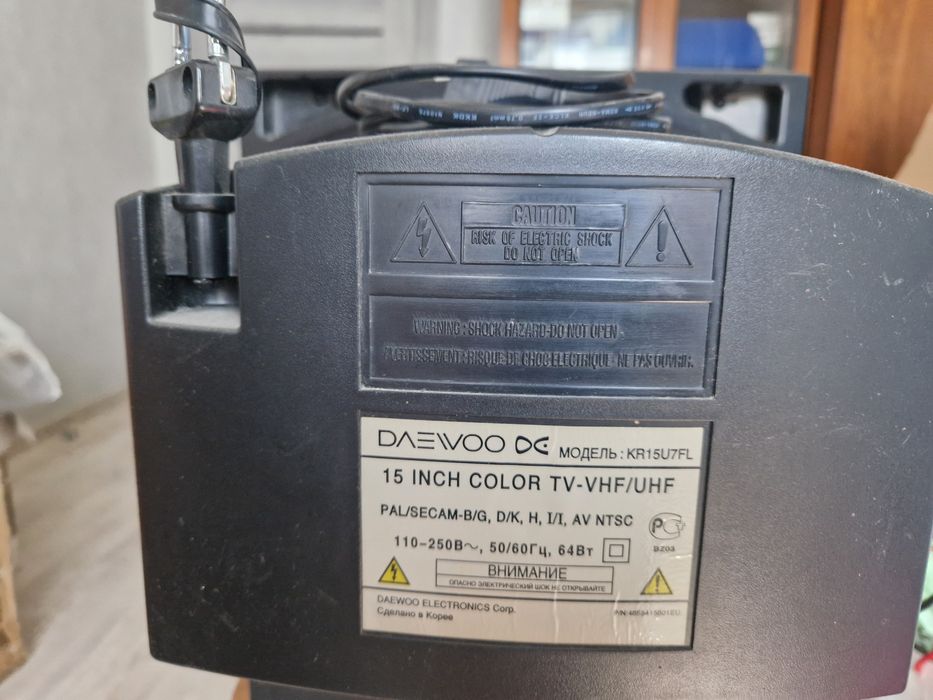 CAUTION
RISK OF ELECTRIC SHOCK
DO NOT OPEN
WARNING : SHOCK HAZARD-DO NOT OPEN -
AVERTISSEMENT : RISQUE DE CHOC ELECTRIQUE - NE PAS OUVRIR.
DAEWOO МОДЕЛЬ : KR15U7FL
15 INCH COLOR TV-VHF/UHF
PAL/SECAM-B/G, D/K, H, I/I, AV NTSC
110-250В~, 50/60Гц, 64Вт
BZ03
ВНИМАНИЕ
ОПАСНО ЭЛЕКТРИЧЕСКИЙ ШОК НЕ ОТКРЫВАЙТЕ
DAEWOO ELECTRONICS Corp.
Сделано в Корее